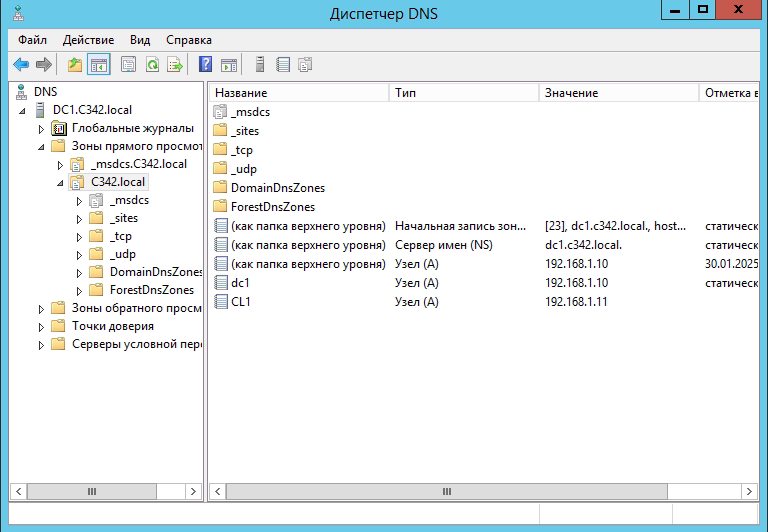 Диспетчер DNS
Файл Действие Вид Справка
DNS
DC1.C342.local
Глобальные журналы
Зоны прямого просмот
_msdcs.C342.local
C342.local
_msdcs
_sites
_tcp
_udp
DomainDnsZones
ForestDnsZones
Зоны обратного просм
Точки доверия
Серверы условной пер
Название Тип Значение Отметка в
_msdcs
_sites
_tcp
_udp
DomainDnsZones
ForestDnsZones
(как папка верхнего уровня) Начальная запись зон... [23], dc1.c342.local., host... статическ
(как папка верхнего уровня) Сервер имен (NS) dc1.c342.local. статическ
(как папка верхнего уровня) Узел (A) 192.168.1.10 30.01.2025
dc1 Узел (A) 192.168.1.10 статическ
CL1 Узел (A) 192.168.1.11